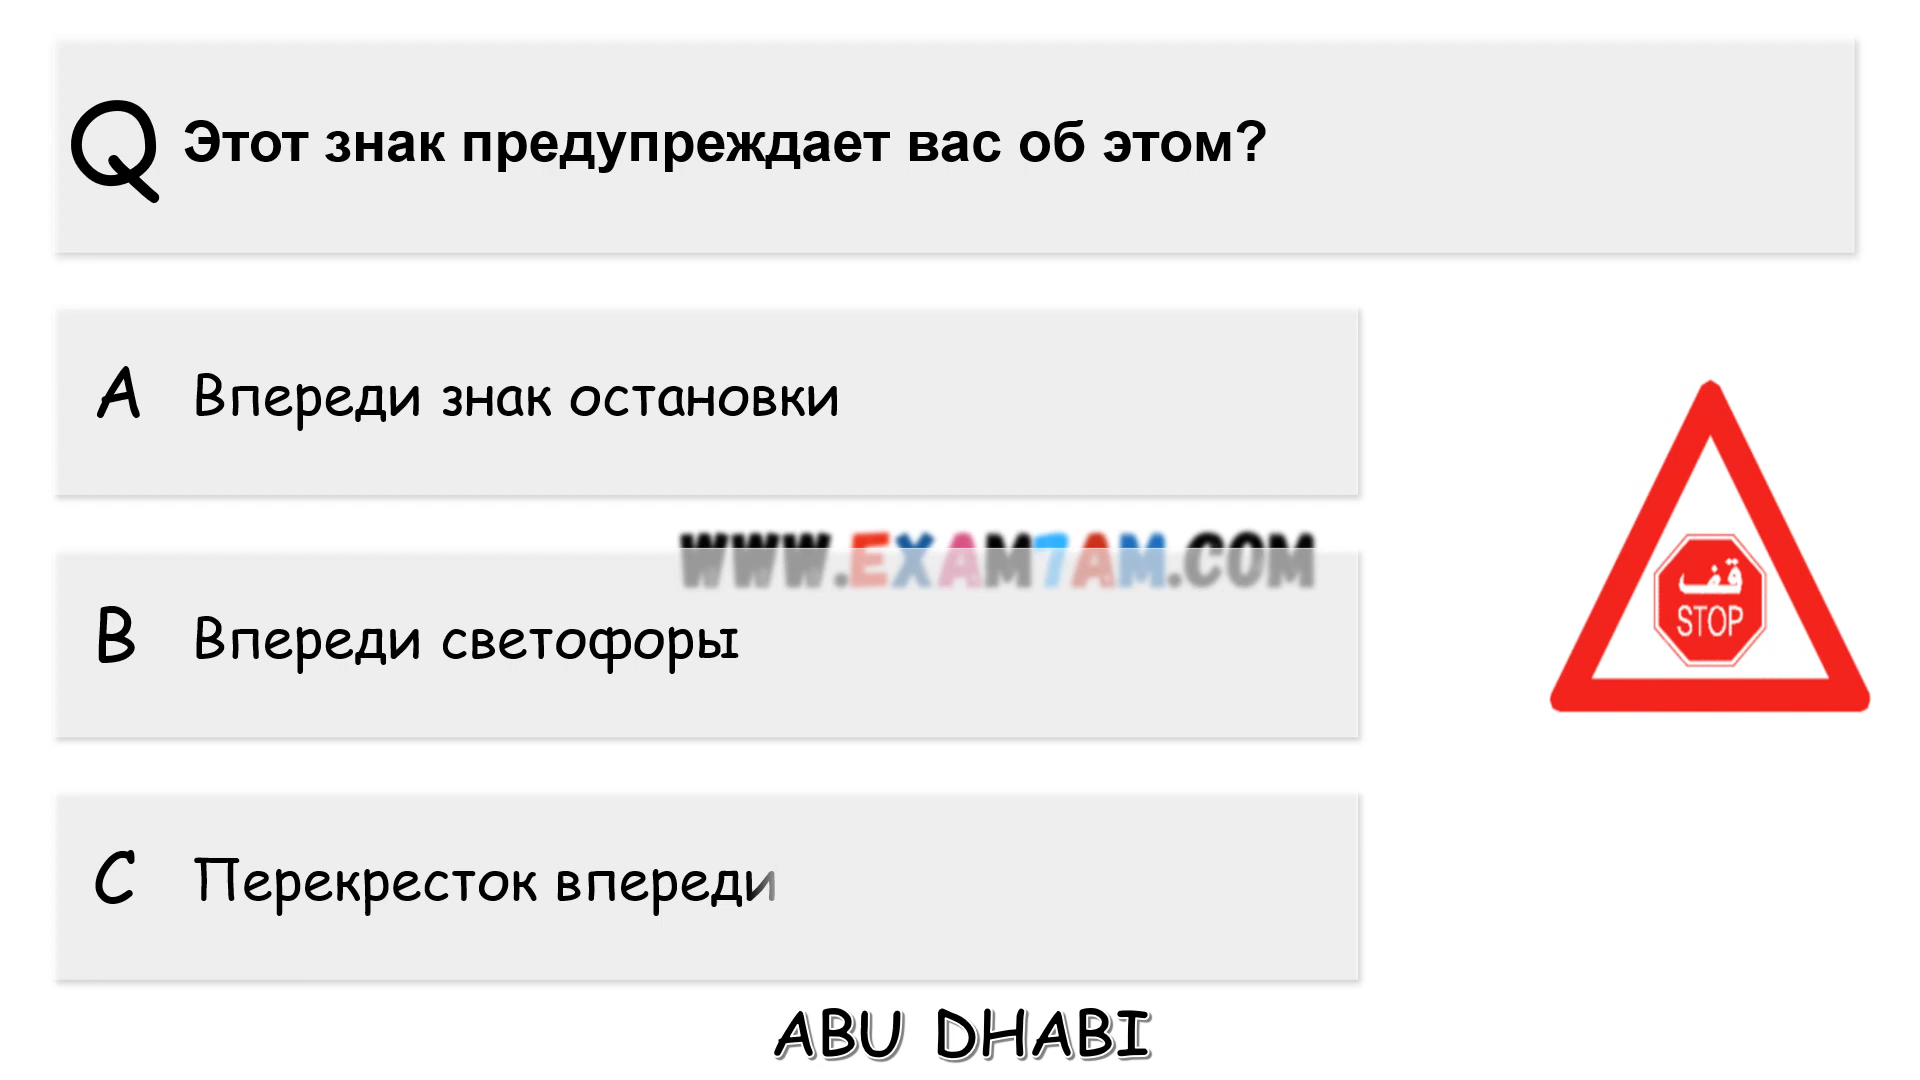 Q Этот знак предупреждает вас об этом?
A Впереди знак остановки
WWW.EXAM7AM.COM
B Впереди светофоры
قف
STOP
C Перекресток впереди
ABU DHABI